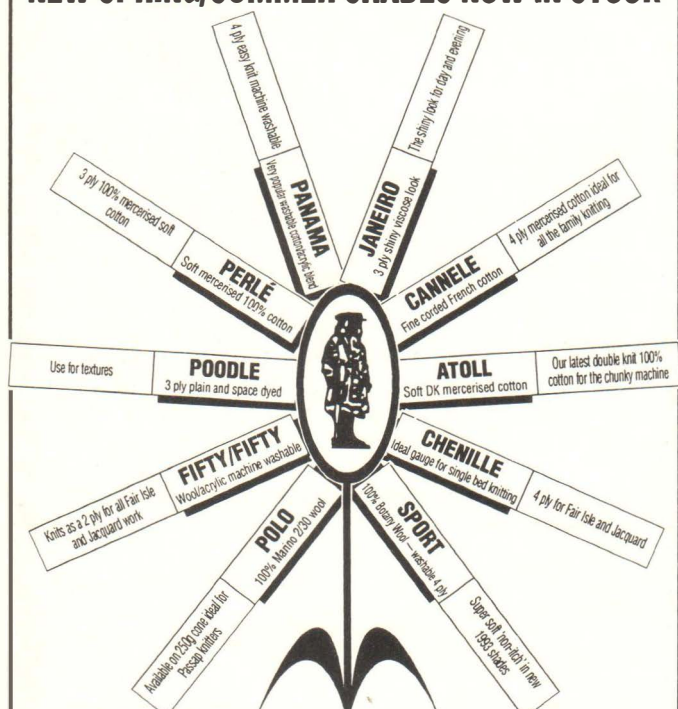 NEW SPRING/SUMMER SHADES NOW IN STOCK
4 ply easy knit machine washable
PANAMA
Very popular washable cotton/acrylic blend
The shiny look for day and evening
JANEIRO
3 ply shiny viscose look
3 ply 100% mercerised soft
cotton
PERLÉ
Soft mercerised 100% cotton
4 ply mercerised cotton ideal for
all the family knitting
CANNELE
Fine corded French cotton
Use for textures
POODLE
3 ply plain and space dyed
ATOLL
Soft DK mercerised cotton
Our latest double knit 100%
cotton for the chunky machine
FIFTY/FIFTY
Wool/acrylic machine washable
Knits as a 2 ply for all Fair Isle
and Jacquard work
CHENILLE
Ideal gauge for single bed knitting
4 ply for Fair Isle and Jacquard
POLO
100% Marino 2/30 wool
Available on 250g cone ideal for
Passap knitters
SPORT
100% Botany Wool — washable 4 ply
Super soft 'non-itch' in new
1993 shades